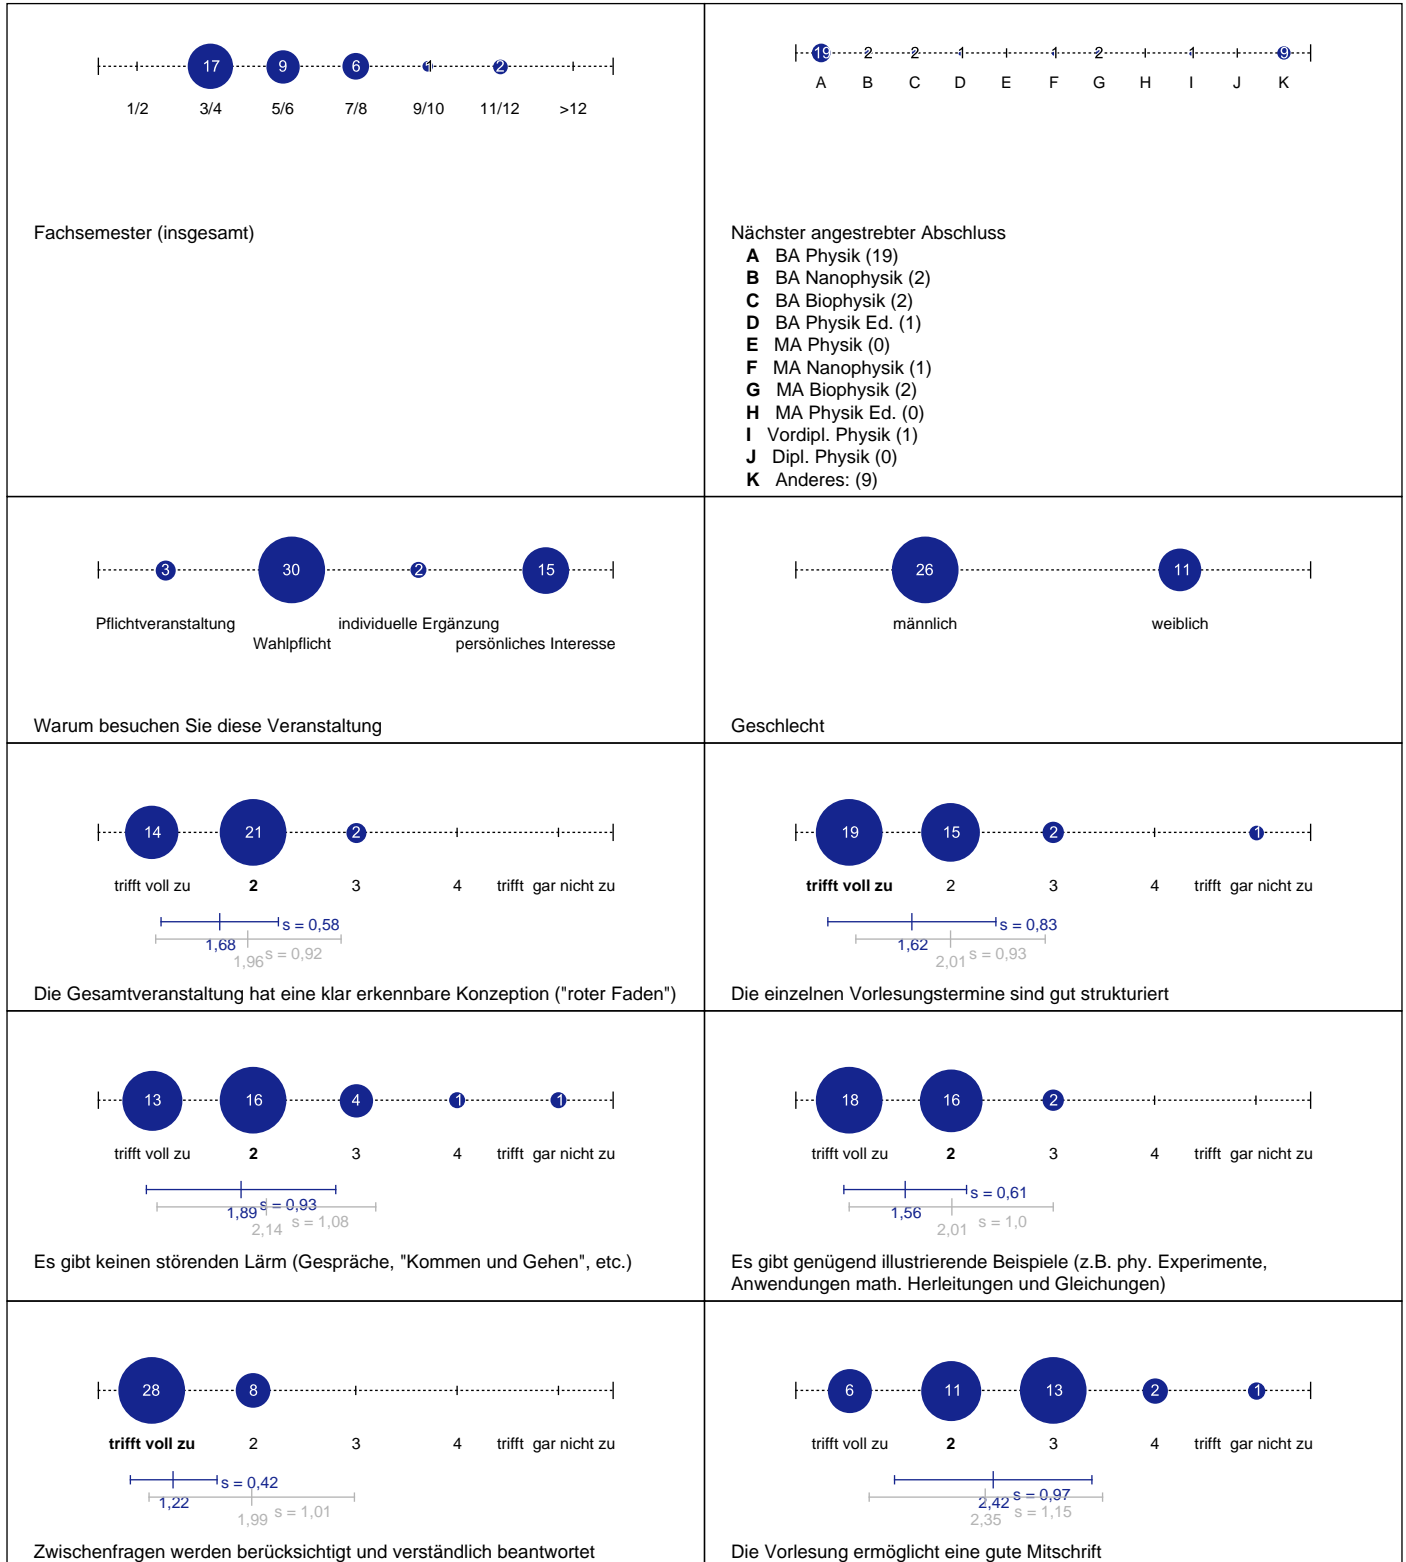 17 9 6 1 2
1/2 3/4 5/6 7/8 9/10 11/12 >12
Fachsemester (insgesamt)
19 2 2 1 1 2 1 9
A B C D E F G H I J K
Nächster angestrebter Abschluss
A BA Physik (19)
B BA Nanophysik (2)
C BA Biophysik (2)
D BA Physik Ed. (1)
E MA Physik (0)
F MA Nanophysik (1)
G MA Biophysik (2)
H MA Physik Ed. (0)
I Vordipl. Physik (1)
J Dipl. Physik (0)
K Anderes: (9)
3 30 2 15
Pflichtveranstaltung individuelle Ergänzung
Wahlpflicht persönliches Interesse
Warum besuchen Sie diese Veranstaltung
26 11
männlich weiblich
Geschlecht
14 21 2
trifft voll zu 2 3 4 trifft gar nicht zu
s = 0,58
1,68
s = 0,92
1,96
Die Gesamtveranstaltung hat eine klar erkennbare Konzeption ("roter Faden")
19 15 2 1
trifft voll zu 2 3 4 trifft gar nicht zu
s = 0,83
1,62
s = 0,93
2,01
Die einzelnen Vorlesungstermine sind gut strukturiert
13 16 4 1 1
trifft voll zu 2 3 4 trifft gar nicht zu
s = 0,93
1,89
s = 1,08
2,14
Es gibt keinen störenden Lärm (Gespräche, "Kommen und Gehen", etc.)
18 16 2
trifft voll zu 2 3 4 trifft gar nicht zu
s = 0,61
1,56
s = 1,0
2,01
Es gibt genügend illustrierende Beispiele (z.B. phy. Experimente,
Anwendungen math. Herleitungen und Gleichungen)
28 8
trifft voll zu 2 3 4 trifft gar nicht zu
s = 0,42
1,22
s = 1,01
1,99
Zwischenfragen werden berücksichtigt und verständlich beantwortet
6 11 13 2 1
trifft voll zu 2 3 4 trifft gar nicht zu
s = 0,97
2,42
s = 1,15
2,35
Die Vorlesung ermöglicht eine gute Mitschrift